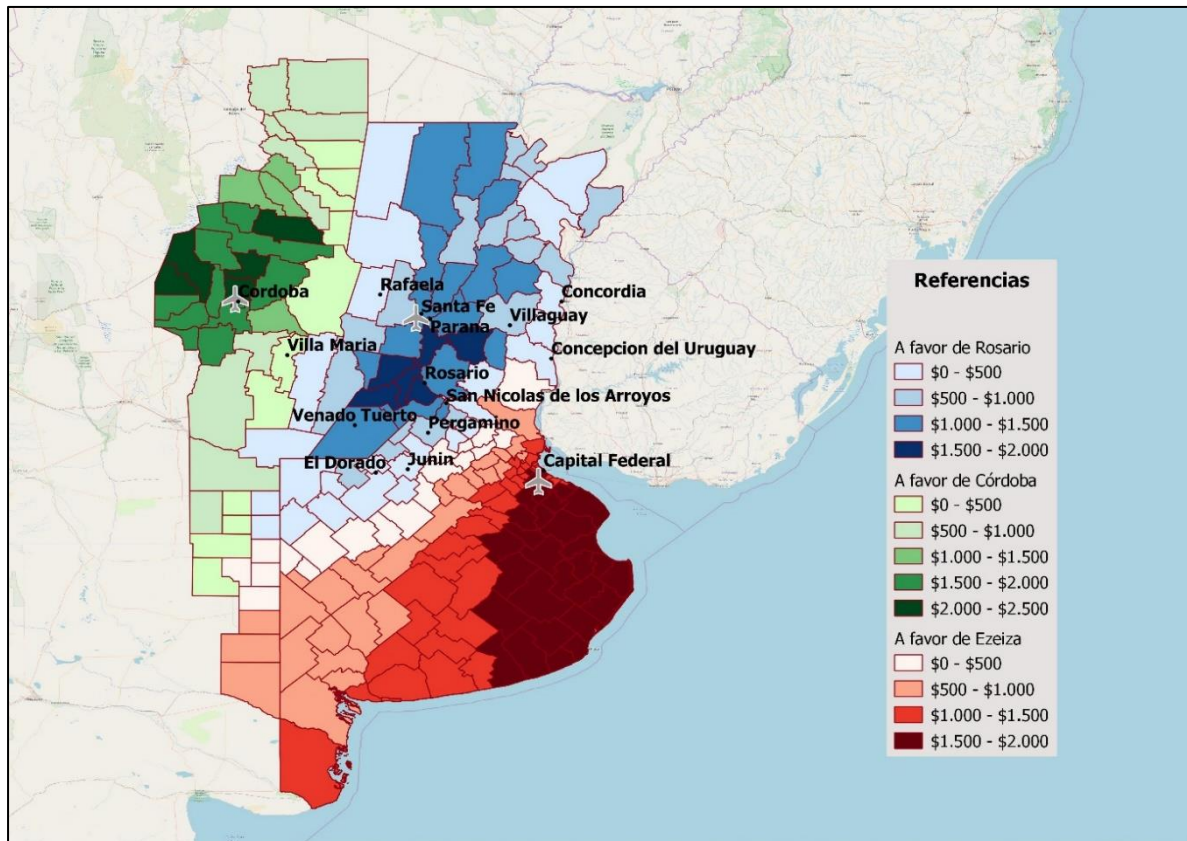 Cordoba
Rafaela
Santa Fe
Parana
Concordia
Villaguay
Villa Maria
Concepcion del Uruguay
Rosario
San Nicolas de los Arroyos
Venado Tuerto
Pergamino
El Dorado
Junin
Capital Federal
Referencias
A favor de Rosario
$0 - $500
$500 - $1.000
$1.000 - $1.500
$1.500 - $2.000
A favor de Córdoba
$0 - $500
$500 - $1.000
$1.000 - $1.500
$1.500 - $2.000
$2.000 - $2.500
A favor de Ezeiza
$0 - $500
$500 - $1.000
$1.000 - $1.500
$1.500 - $2.000